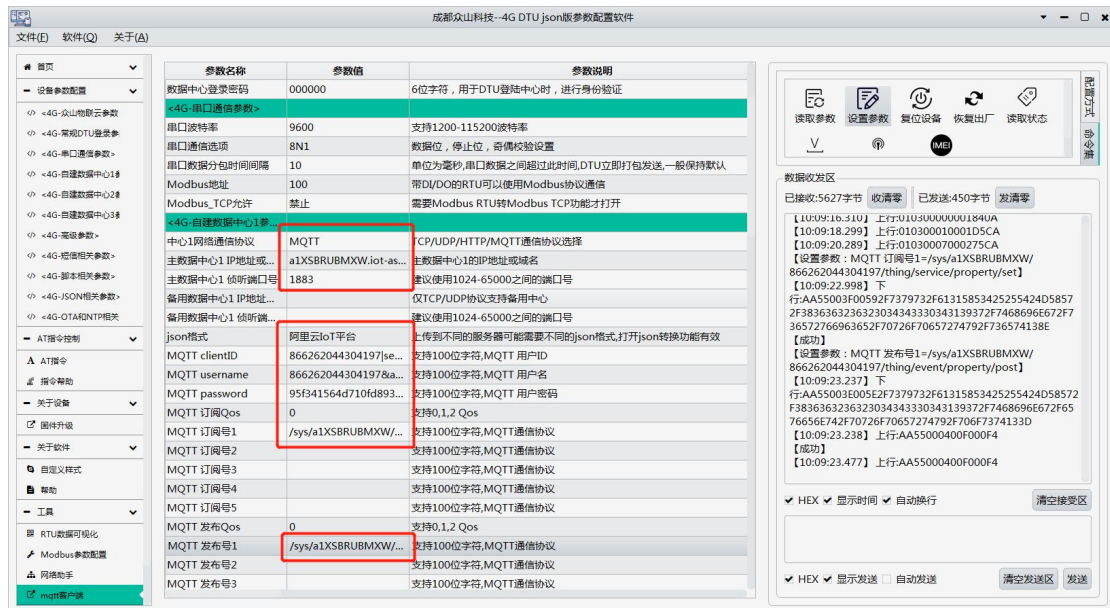 成都众山科技--4G DTU json版参数配置软件
文件(F) 软件(Q) 关于(A)
首页
设备参数配置
<4G-众山物联云参数
<4G-常规DTU登录参
<4G-串口通信参数>
<4G-自建数据中心1参
<4G-自建数据中心2参
<4G-自建数据中心3参
<4G-高级参数>
<4G-短信相关参数>
<4G-脚本相关参数>
<4G-JSON相关参数>
<4G-OTA和NTP相关
AT指令控制
AT指令
指令帮助
关于设备
固件升级
关于软件
自定义样式
帮助
工具
RTU数据可视化
Modbus参数配置
网络助手
mqtt客户端
参数名称 参数值 参数说明
数据中心登录密码 000000 6位字符，用于DTU登陆中心时，进行身份验证
<4G-串口通信参数>
串口波特率 9600 支持1200-115200波特率
串口通信选项 8N1 数据位，停止位，奇偶校验设置
串口数据分包时间间隔 10 单位为毫秒,串口数据之间超过此时间,DTU立即打包发送,一般保持默认
Modbus地址 100 带DI/DO的RTU可以使用Modbus协议通信
Modbus_TCP允许 禁止 需要Modbus RTU转Modbus TCP功能才打开
<4G-自建数据中心1参...
中心1网络通信协议 MQTT TCP/UDP/HTTP/MQTT通信协议选择
主数据中心1 IP地址或... a1XSBRUBMXW.iot-as... 主数据中心1的IP地址或域名
主数据中心1 侦听端口号 1883 建议使用1024-65000之间的端口号
备用数据中心1 IP地址... 仅TCP/UDP协议支持备用中心
备用数据中心1 侦听端... 建议使用1024-65000之间的端口号
json格式 阿里云IoT平台 上传到不同的服务器可能需要不同的json格式,打开json转换功能有效
MQTT clientID 866262044304197|se... 支持100位字符,MQTT 用户ID
MQTT username 866262044304197&a... 支持100位字符,MQTT 用户名
MQTT password 95f341564d710fd893... 支持100位字符,MQTT 用户密码
MQTT 订阅Qos 0 支持0,1,2 Qos
MQTT 订阅号1 /sys/a1XSBRUBMXW/... 支持100位字符,MQTT通信协议
MQTT 订阅号2 支持100位字符,MQTT通信协议
MQTT 订阅号3 支持100位字符,MQTT通信协议
MQTT 订阅号4 支持100位字符,MQTT通信协议
MQTT 订阅号5 支持100位字符,MQTT通信协议
MQTT 发布Qos 0 支持0,1,2 Qos
MQTT 发布号1 /sys/a1XSBRUBMXW/... 支持100位字符,MQTT通信协议
MQTT 发布号2 支持100位字符,MQTT通信协议
MQTT 发布号3 支持100位字符,MQTT通信协议
读取参数 设置参数 复位设备 恢复出厂 读取状态
IMEI
配置方式
命令集
数据收发区
已接收:5627字节 收清零 已发送:450字节 发清零
【10:09:16.310】上行:010300000001840A
【10:09:18.299】上行:010300010001D5CA
【10:09:20.289】上行:01030007000275CA
【设置参数：MQTT 订阅号1=/sys/a1XSBRUBMXW/
866262044304197/thing/service/property/set】
【10:09:22.998】下
行:AA55003F00592F7379732F61315853425255424D5857
2F3836363236323034343330343139372F7468696E672F7
36572766963652F70726F70657274792F736574138E
【成功】
【设置参数：MQTT 发布号1=/sys/a1XSBRUBMXW/
866262044304197/thing/event/property/post】
【10:09:23.237】下
行:AA55003E005E2F7379732F61315853425255424D58572
F3836363236323034343330343139372F7468696E672F65
76656E742F70726F70657274792F706F7374133D
【10:09:23.238】上行:AA55000400F000F4
【成功】
【10:09:23.477】上行:AA55000400F000F4
HEX 显示时间 自动换行 清空接受区
HEX 显示发送 自动发送 清空发送区 发送